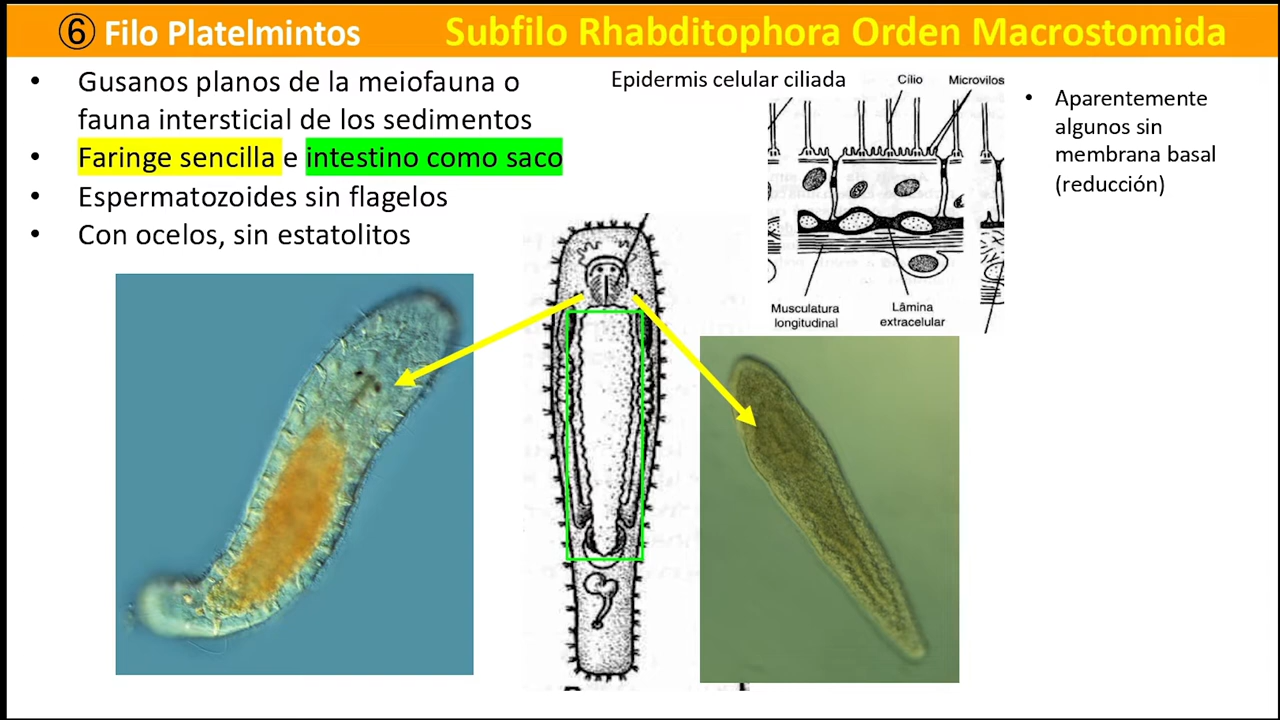 ⑥ Filo Platelmintos
Subfilo Rhabditophora Orden Macrostomida
• Gusanos planos de la meiofauna o
fauna intersticial de los sedimentos
• Faringe sencilla e intestino como saco
• Espermatozoides sin flagelos
• Con ocelos, sin estatolitos
Epidermis celular ciliada
Cílio
Microvilos
Musculatura
longitudinal
Lâmina
extracelular
• Aparentemente
algunos sin
membrana basal
(reducción)